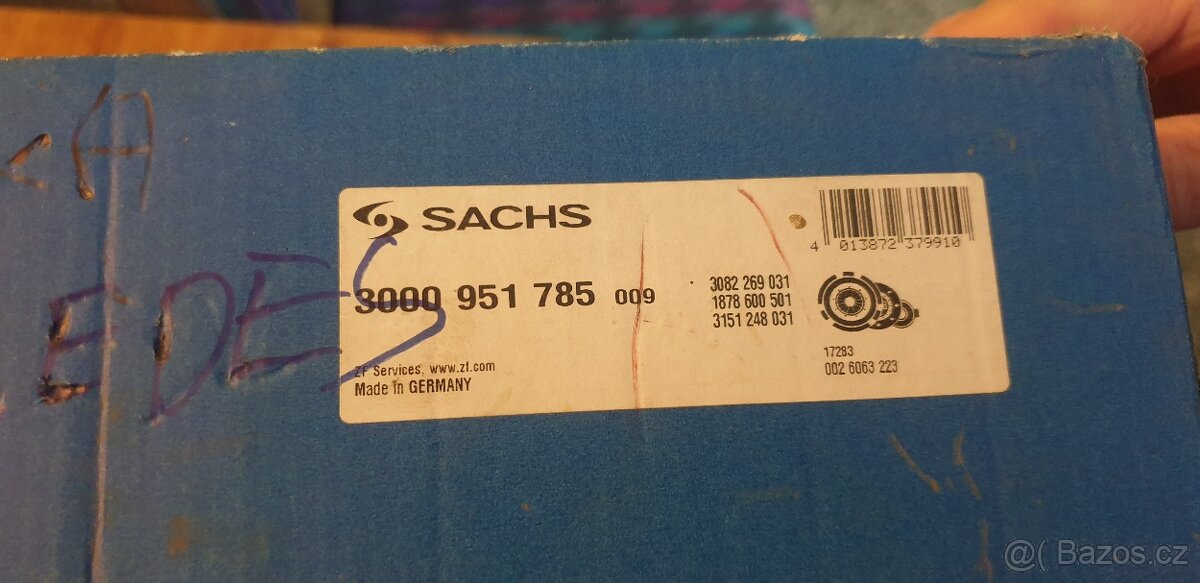 <A
EDES
SACHS
4 013872 379910
3000 951 785 009
3082 269 031
1878 600 501
3151 248 031
17283
002 6063 223
ZF Services, www.zf.com
Made in GERMANY
@( Bazos.cz